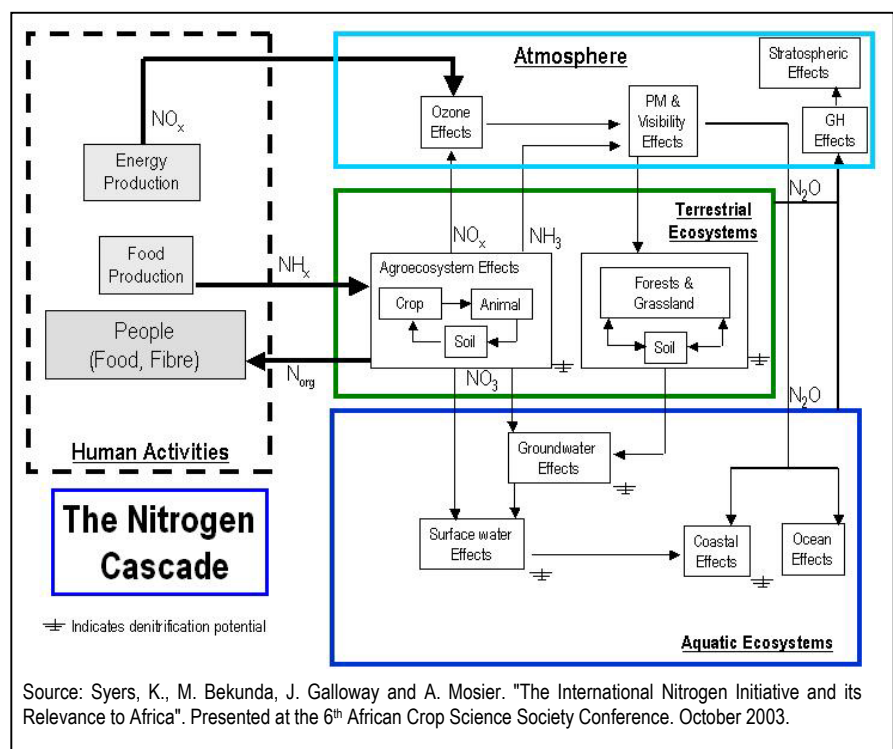 Atmosphere
Stratospheric
Effects
NOx
Ozone
Effects
PM &
Visibility
Effects
GH
Effects
Energy
Production
N2O
Terrestrial
Ecosystems
NOx
NH3
Food
Production
NHx
Agroecosystem Effects
Crop
Animal
Soil
Forests &
Grassland
Soil
People
(Food, Fibre)
Norg
NO3
N2O
Human Activities
Groundwater
Effects
The Nitrogen
Cascade
Surface water
Effects
Coastal
Effects
Ocean
Effects
Indicates denitrification potential
Aquatic Ecosystems
Source: Syers, K., M. Bekunda, J. Galloway and A. Mosier. "The International Nitrogen Initiative and its
Relevance to Africa". Presented at the 6th African Crop Science Society Conference. October 2003.